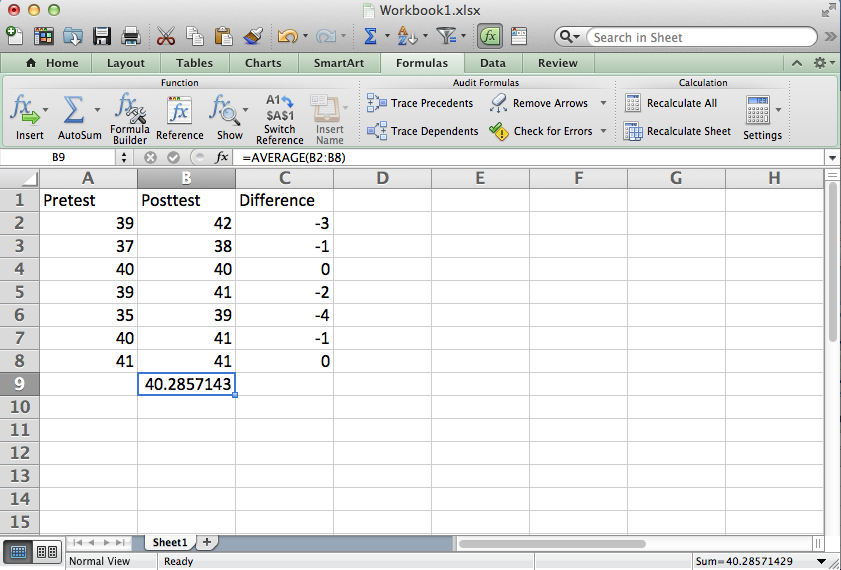 Workbook1.xlsx
Search in Sheet
Home Layout Tables Charts SmartArt Formulas Data Review
Function Audit Formulas Calculation
fx Σ fx fx fx A1 $A$1
Insert AutoSum Formula Builder Reference Show Switch Reference Insert Name
Trace Precedents Remove Arrows Recalculate All
Trace Dependents Check for Errors Recalculate Sheet Settings
B9 fx =AVERAGE(B2:B8)
A B C D E F G H
1 Pretest Posttest Difference
2 39 42 -3
3 37 38 -1
4 40 40 0
5 39 41 -2
6 35 39 -4
7 40 41 -1
8 41 41 0
9 40.2857143
10
11
12
13
14
15
Sheet1
Normal View Ready Sum=40.28571429